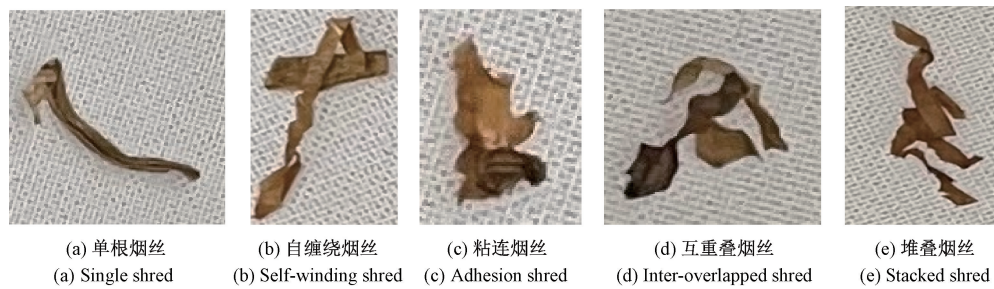 (a) 单根烟丝
(a) Single shred
(b) 自缠绕烟丝
(b) Self-winding shred
(c) 粘连烟丝
(c) Adhesion shred
(d) 互重叠烟丝
(d) Inter-overlapped shred
(e) 堆叠烟丝
(e) Stacked shred